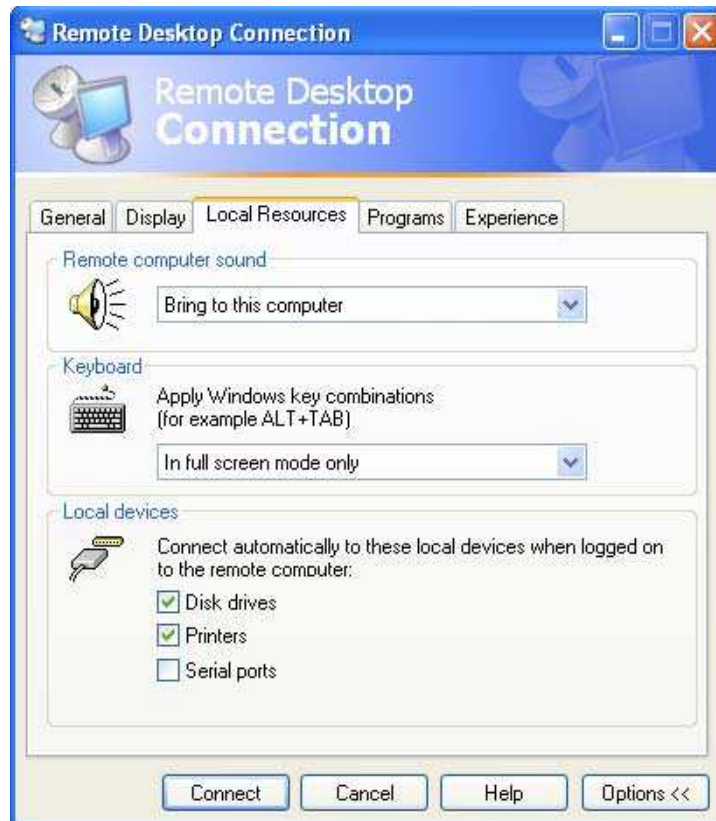 Remote Desktop Connection
Remote Desktop
Connection
General Display Local Resources Programs Experience
Remote computer sound
Bring to this computer
Keyboard
Apply Windows key combinations
(for example ALT+TAB)
In full screen mode only
Local devices
Connect automatically to these local devices when logged on
to the remote computer:
Disk drives
Printers
Serial ports
Connect Cancel Help Options <<